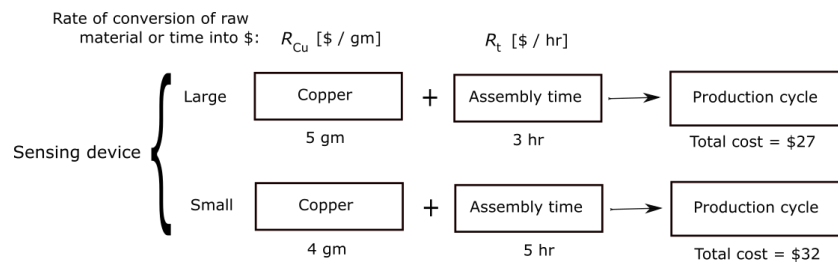 Rate of conversion of raw
material or time into $: R_Cu [$ / gm] R_t [$ / hr]
Large Copper + Assembly time Production cycle
5 gm 3 hr Total cost = $27
Sensing device
Small Copper + Assembly time Production cycle
4 gm 5 hr Total cost = $32